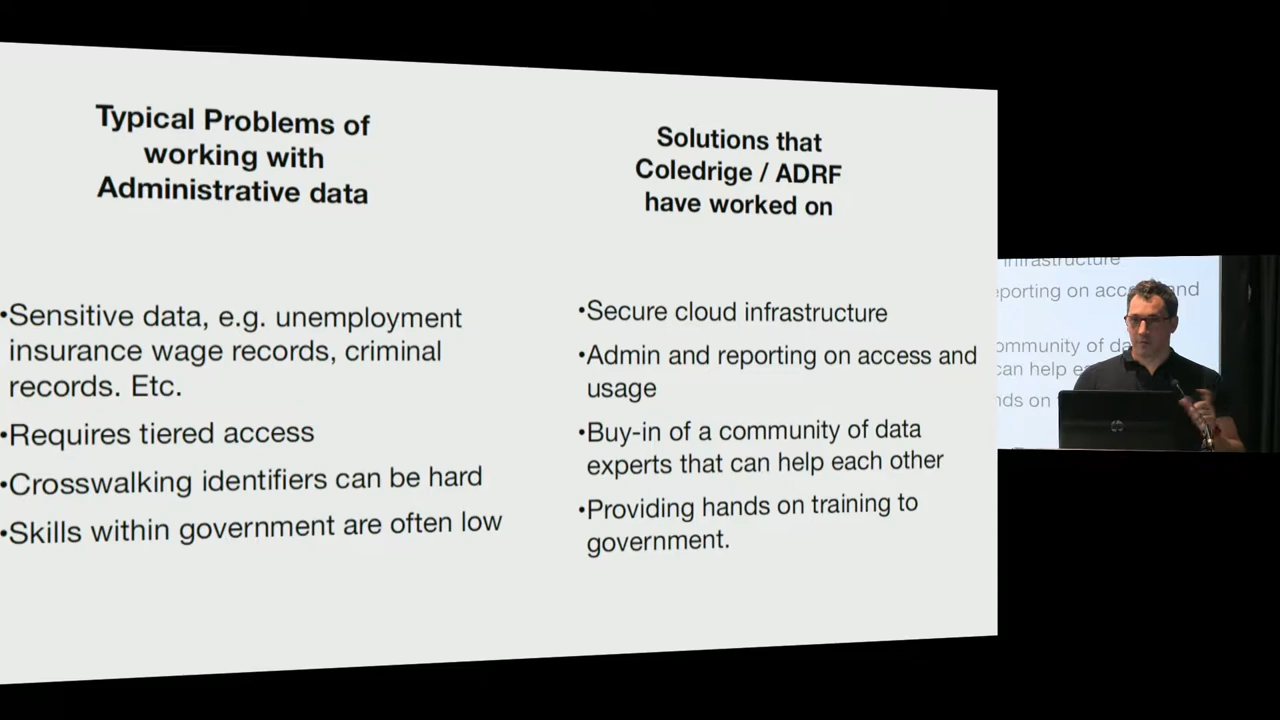 Typical Problems of
working with
Administrative data
•Sensitive data, e.g. unemployment
insurance wage records, criminal
records. Etc.
•Requires tiered access
•Crosswalking identifiers can be hard
•Skills within government are often low
Solutions that
Coledrige / ADRF
have worked on
•Secure cloud infrastructure
•Admin and reporting on access and
usage
•Buy-in of a community of data
experts that can help each other
•Providing hands on training to
government.
infrastructure
eporting on acce and
ommunity of da
can help e
nds on